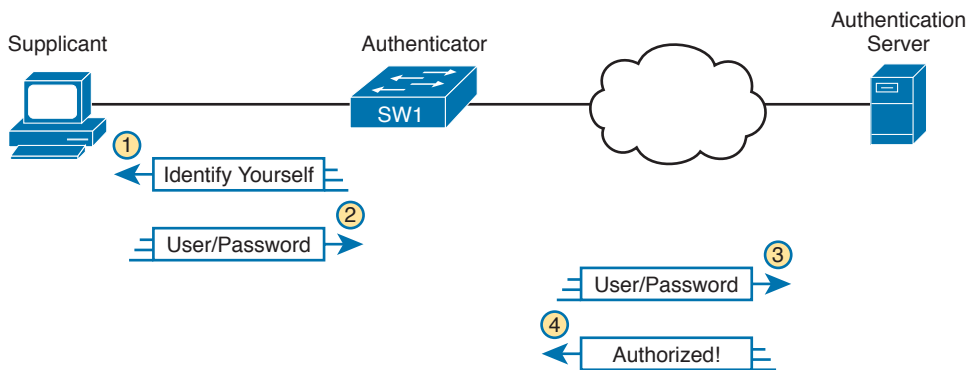 Supplicant
Authenticator
Authentication
Server
SW1
1
Identify Yourself
2
User/Password
3
User/Password
4
Authorized!